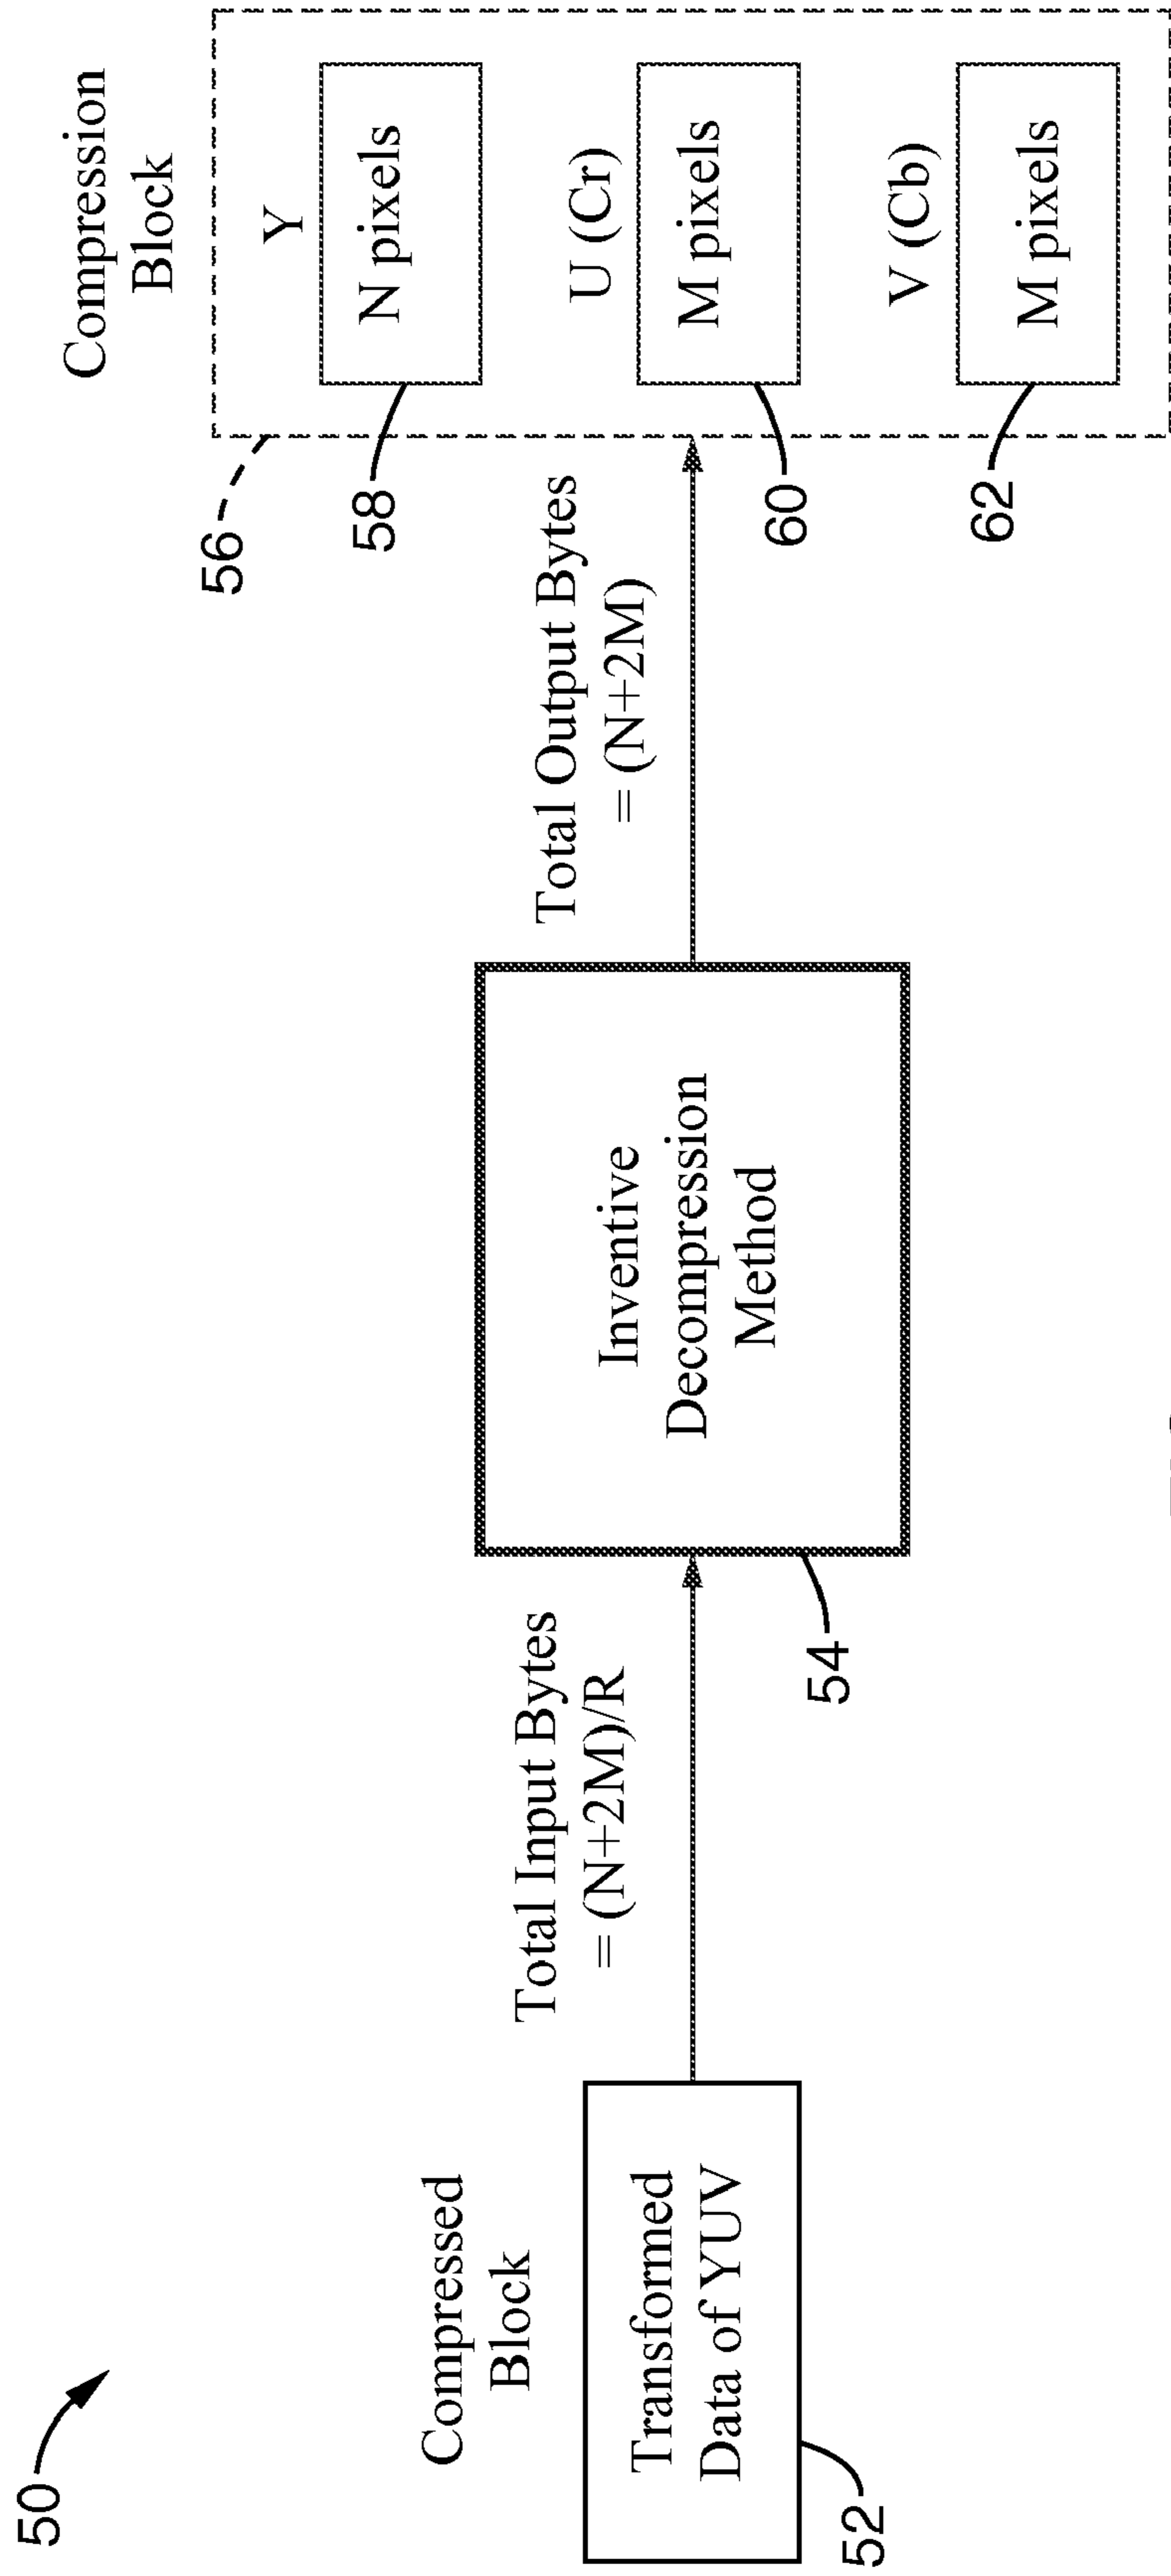 50
Compressed
Block
Transformed
Data of YUV
52
Total Input Bytes
= (N+2M)/R
Inventive
Decompression
Method
54
Total Output Bytes
= (N+2M)
Compression
Block
56
Y
N pixels
58
U (Cr)
M pixels
60
V (Cb)
M pixels
62